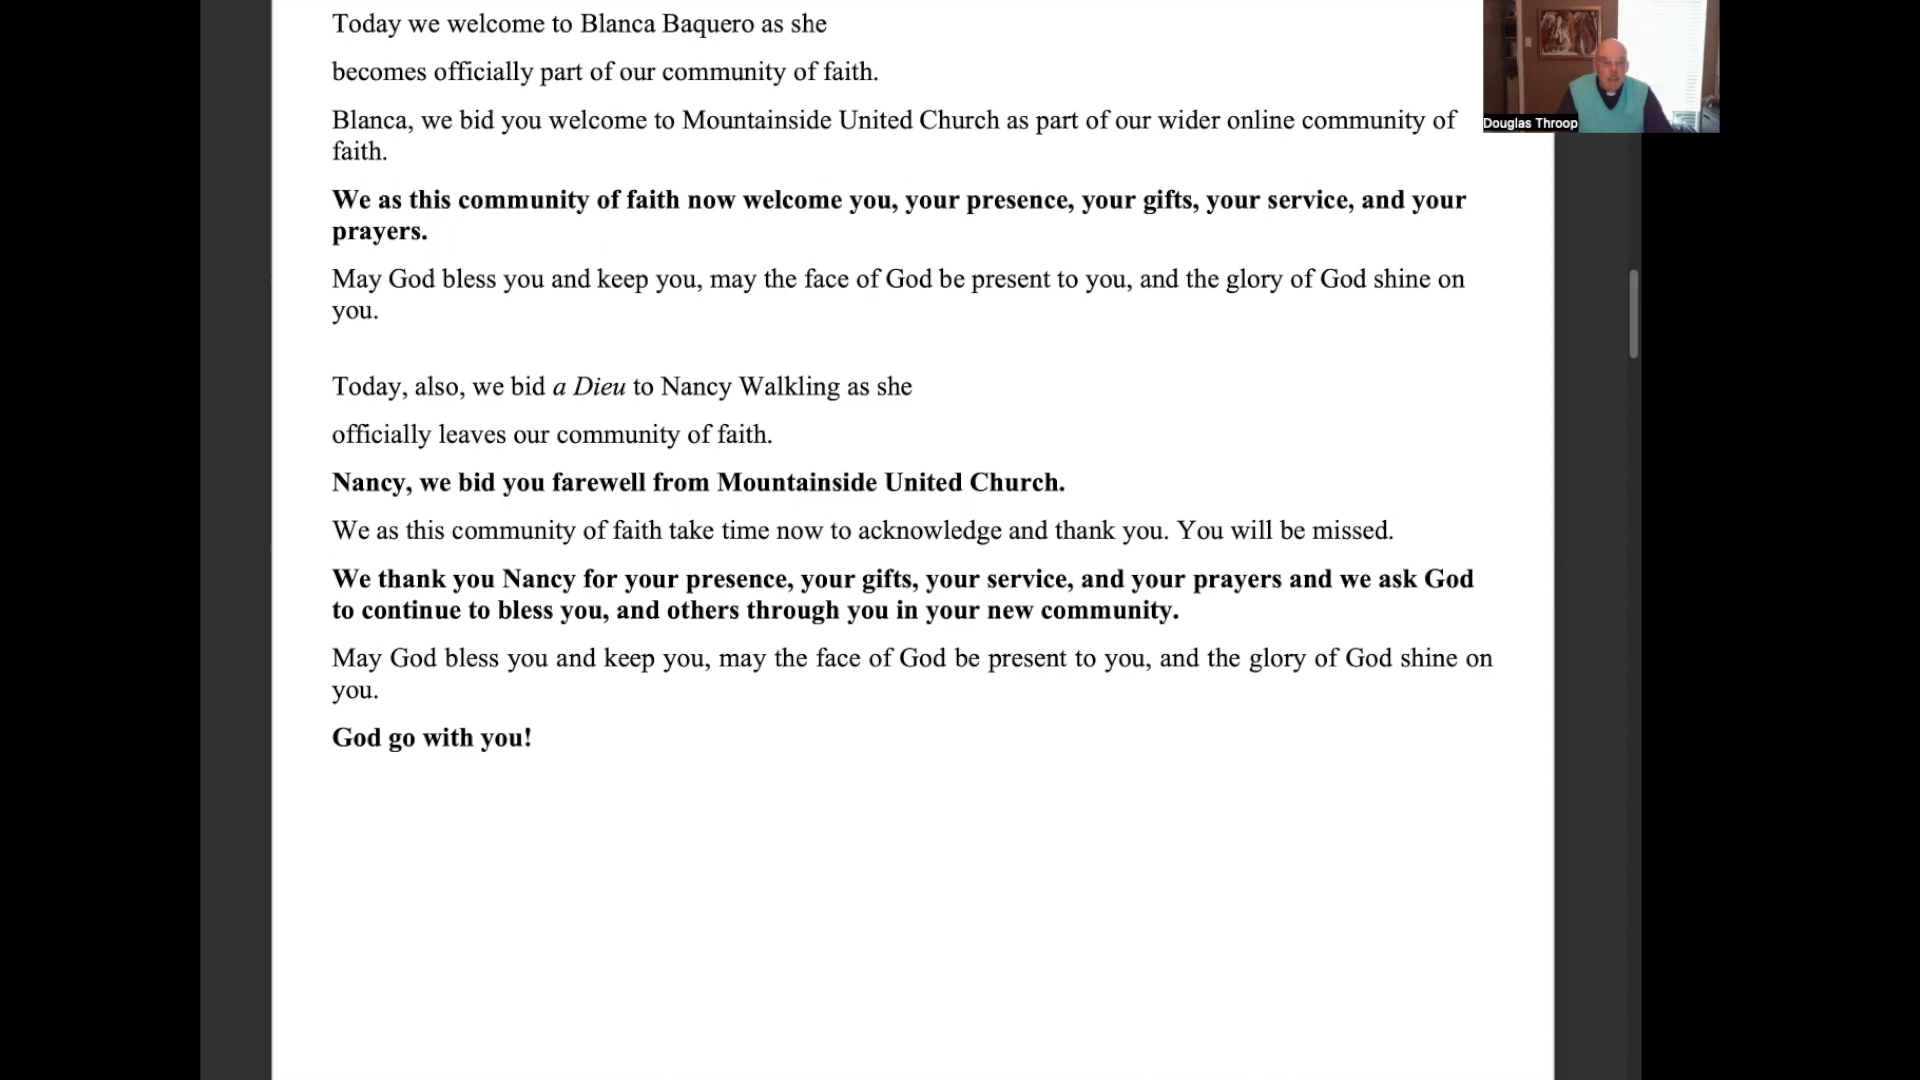 Today we welcome to Blanca Baquero as she
becomes officially part of our community of faith.
Blanca, we bid you welcome to Mountainside United Church as part of our wider online community of
faith.
We as this community of faith now welcome you, your presence, your gifts, your service, and your
prayers.
May God bless you and keep you, may the face of God be present to you, and the glory of God shine on
you.
Today, also, we bid a Dieu to Nancy Walkling as she
officially leaves our community of faith.
Nancy, we bid you farewell from Mountainside United Church.
We as this community of faith take time now to acknowledge and thank you. You will be missed.
We thank you Nancy for your presence, your gifts, your service, and your prayers and we ask God
to continue to bless you, and others through you in your new community.
May God bless you and keep you, may the face of God be present to you, and the glory of God shine on
you.
God go with you!
Douglas Throop